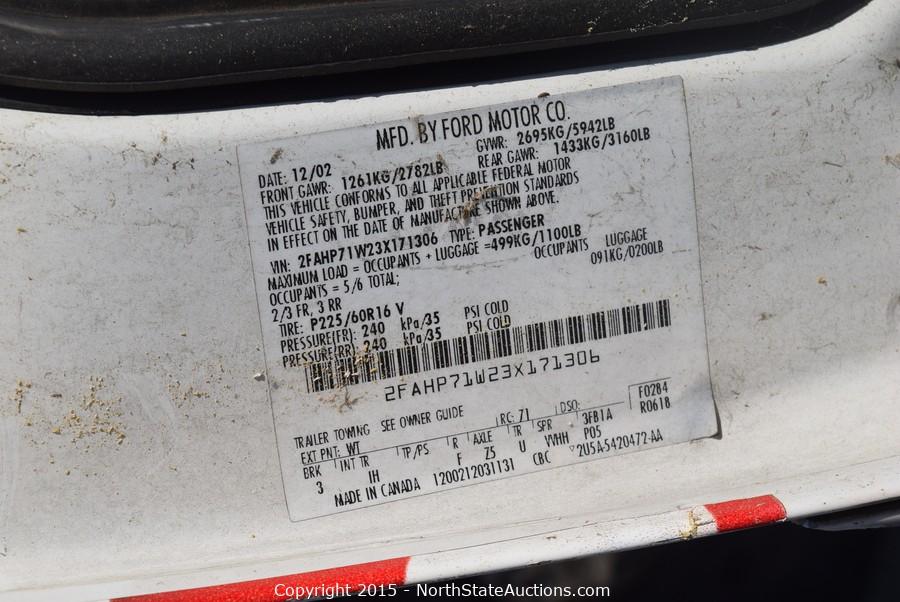 MFD. BY FORD MOTOR CO.
DATE: 12/02 GVWR: 2695KG/5942LB
FRONT GAWR: 1261KG/2782LB REAR GAWR: 1433KG/3160LB
THIS VEHICLE CONFORMS TO ALL APPLICABLE FEDERAL MOTOR
VEHICLE SAFETY, BUMPER, AND THEFT PREVENTION STANDARDS
IN EFFECT ON THE DATE OF MANUFACTURE SHOWN ABOVE.
VIN: 2FAHP71W23X171306 TYPE: PASSENGER
MAXIMUM LOAD = OCCUPANTS + LUGGAGE =499KG/1100LB
OCCUPANTS = 5/6 TOTAL; OCCUPANTS LUGGAGE
2/3 FR, 3 RR 091KG/0200LB
TIRE: P225/60R16 V
PRESSURE(FR): 240 kPa/35 PSI COLD
PRESSURE(RR): 240 kPa/35 PSI COLD
2FAHP71W23X171306
TRAILER TOWING SEE OWNER GUIDE
EXT PNT: WT RC: 71 DSO: F0284
BRK INT TR TP/PS R AXLE TR SPR 3FB1A R0618
3 IH F Z5 U VVHH P05
MADE IN CANADA 1200212031131 CBC 2U5A-5420472-AA
Copyright 2015 - NorthStateAuctions.com